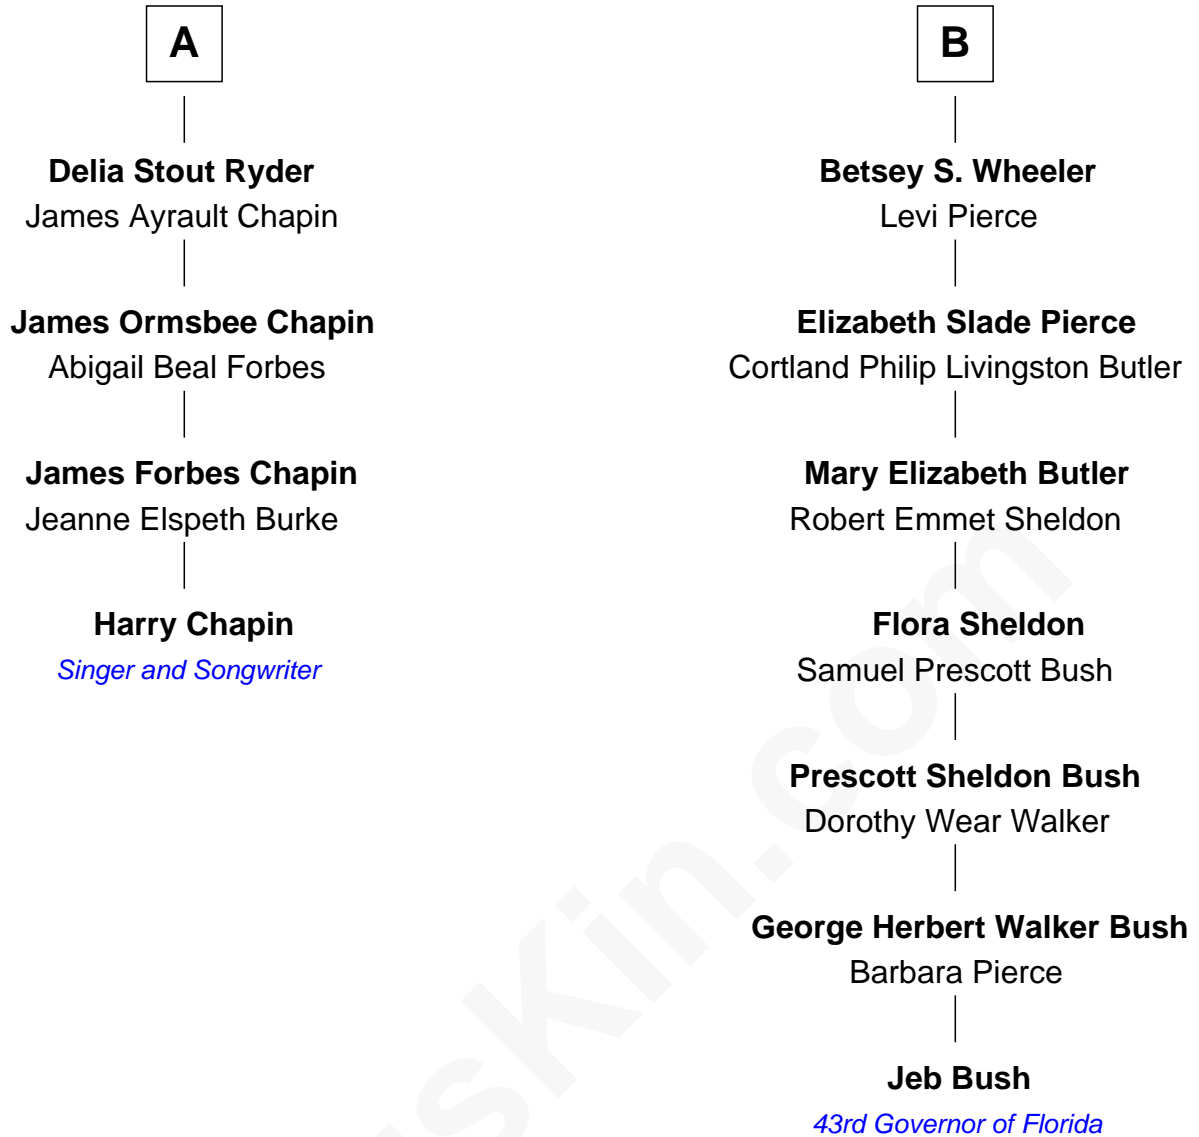 A
Delia Stout Ryder
James Ayrault Chapin
James Ormsbee Chapin
Abigail Beal Forbes
James Forbes Chapin
Jeanne Elspeth Burke
Harry Chapin
Singer and Songwriter
B
Betsey S. Wheeler
Levi Pierce
Elizabeth Slade Pierce
Cortland Philip Livingston Butler
Mary Elizabeth Butler
Robert Emmet Sheldon
Flora Sheldon
Samuel Prescott Bush
Prescott Sheldon Bush
Dorothy Wear Walker
George Herbert Walker Bush
Barbara Pierce
Jeb Bush
43rd Governor of Florida